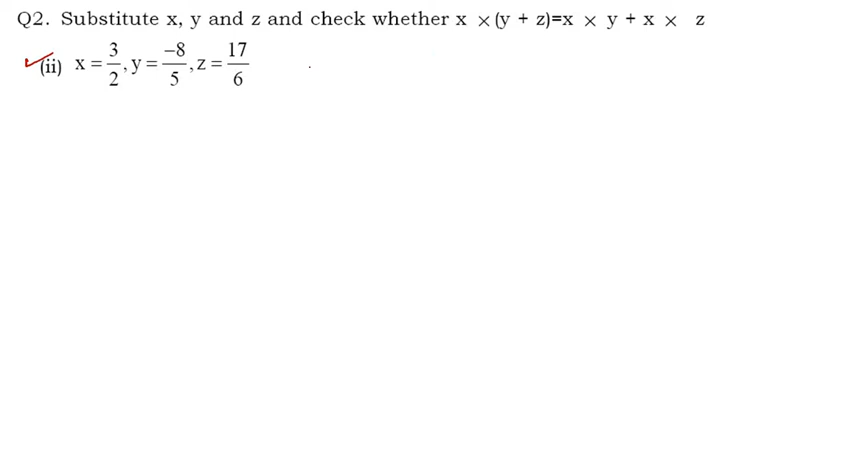 Q2. Substitute x, y and z and check whether x × (y + z)=x × y + x × z
(ii) x = 3/2, y = −8/5, z = 17/6